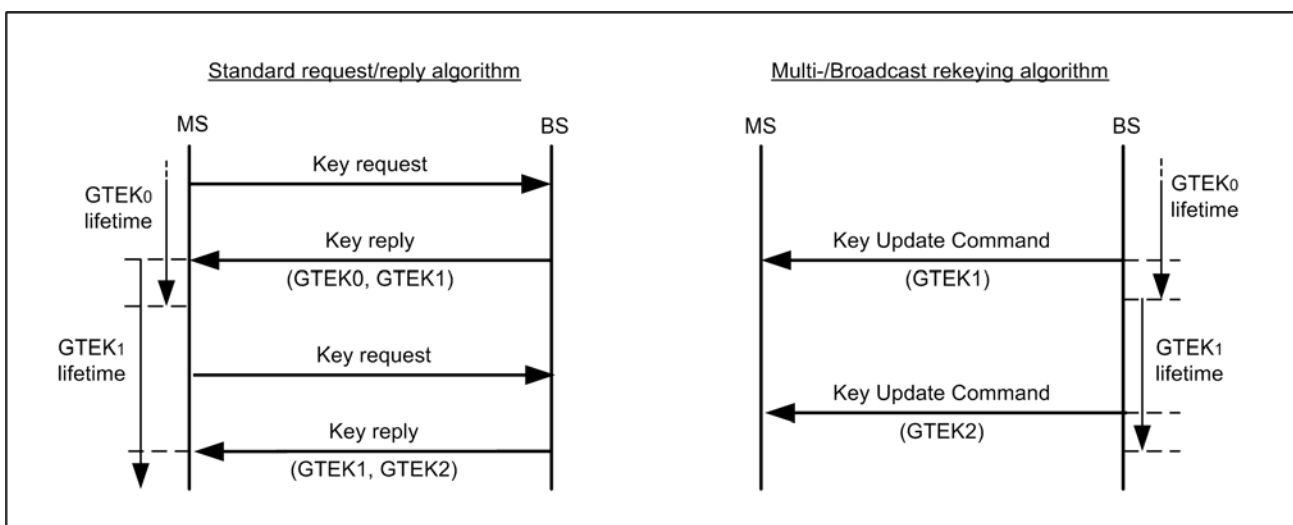 Standard request/reply algorithm
MS
BS
Key request
GTEK0
lifetime
Key reply
(GTEK0, GTEK1)
GTEK1
lifetime
Key request
Key reply
(GTEK1, GTEK2)
Multi-/Broadcast rekeying algorithm
MS
BS
GTEK0
lifetime
Key Update Command
(GTEK1)
GTEK1
lifetime
Key Update Command
(GTEK2)